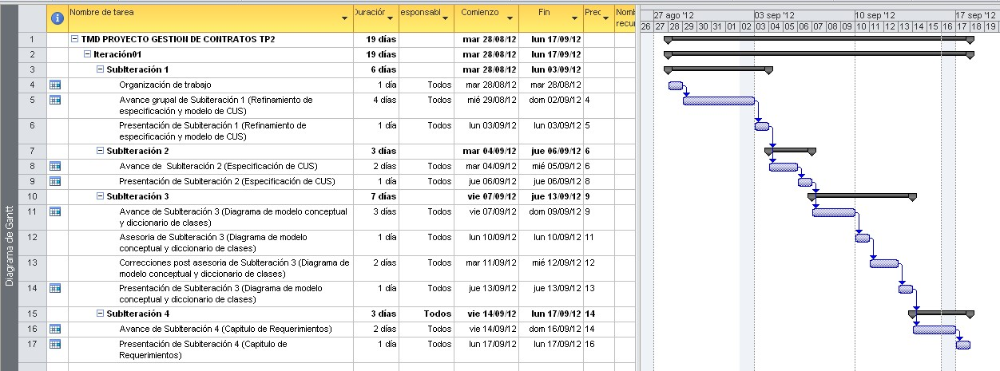 Nombre de tarea Duración esponsabl Comienzo Fin Prec Nomb recur
27 ago '12 03 sep '12 10 sep '12 17 sep '12
26 27 28 29 30 31 01 02 03 04 05 06 07 08 09 10 11 12 13 14 15 16 17 18 19
1 TMD PROYECTO GESTION DE CONTRATOS TP2 19 días mar 28/08/12 lun 17/09/12
2 Iteración01 19 días mar 28/08/12 lun 17/09/12
3 SubIteración 1 6 días mar 28/08/12 lun 03/09/12
4 Organización de trabajo 1 día Todos mar 28/08/12 mar 28/08/12
5 Avance grupal de SubIteración 1 (Refinamiento de especificación y modelo de CUS) 4 días Todos mié 29/08/12 dom 02/09/12 4
6 Presentación de SubIteración 1 (Refinamiento de especificación y modelo de CUS) 1 día Todos lun 03/09/12 lun 03/09/12 5
7 SubIteración 2 3 días mar 04/09/12 jue 06/09/12 6
8 Avance de SubIteración 2 (Especificación de CUS) 2 días Todos mar 04/09/12 mié 05/09/12 6
9 Presentación de SubIteración 2 (Especificación de CUS) 1 día Todos jue 06/09/12 jue 06/09/12 8
10 SubIteración 3 7 días vie 07/09/12 jue 13/09/12 9
11 Avance de SubIteración 3 (Diagrama de modelo conceptual y diccionario de clases) 3 días Todos vie 07/09/12 dom 09/09/12 9
12 Asesoria de SubIteración 3 (Diagrama de modelo conceptual y diccionario de clases) 1 día Todos lun 10/09/12 lun 10/09/12 11
13 Correcciones post asesoria de SubIteración 3 (Diagrama de modelo conceptual y diccionario de clases) 2 días Todos mar 11/09/12 mié 12/09/12 12
14 Presentación de SubIteración 3 (Diagrama de modelo conceptual y diccionario de clases) 1 día Todos jue 13/09/12 jue 13/09/12 13
15 SubIteración 4 3 días Todos vie 14/09/12 lun 17/09/12 14
16 Avance de SubIteración 4 (Capitulo de Requerimientos) 2 días Todos vie 14/09/12 dom 16/09/12 14
17 Presentación de SubIteración 4 (Capitulo de Requerimientos) 1 día Todos lun 17/09/12 lun 17/09/12 16
Diagrama de Gantt